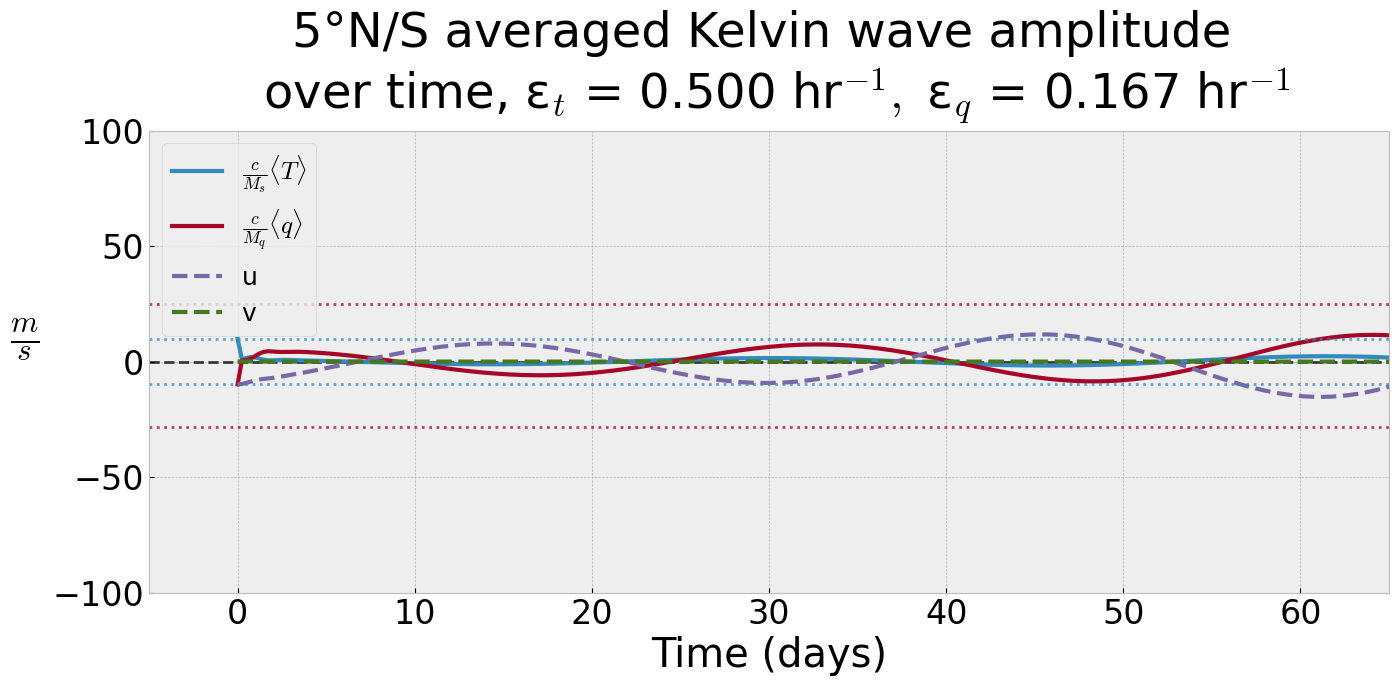 5°N/S averaged Kelvin wave amplitude
over time, ε_t = 0.500 hr⁻¹, ε_q = 0.167 hr⁻¹
100
50
0
−50
−100
m/s
c/M_s ⟨T⟩
c/M_q ⟨q⟩
u
v
0 10 20 30 40 50 60
Time (days)